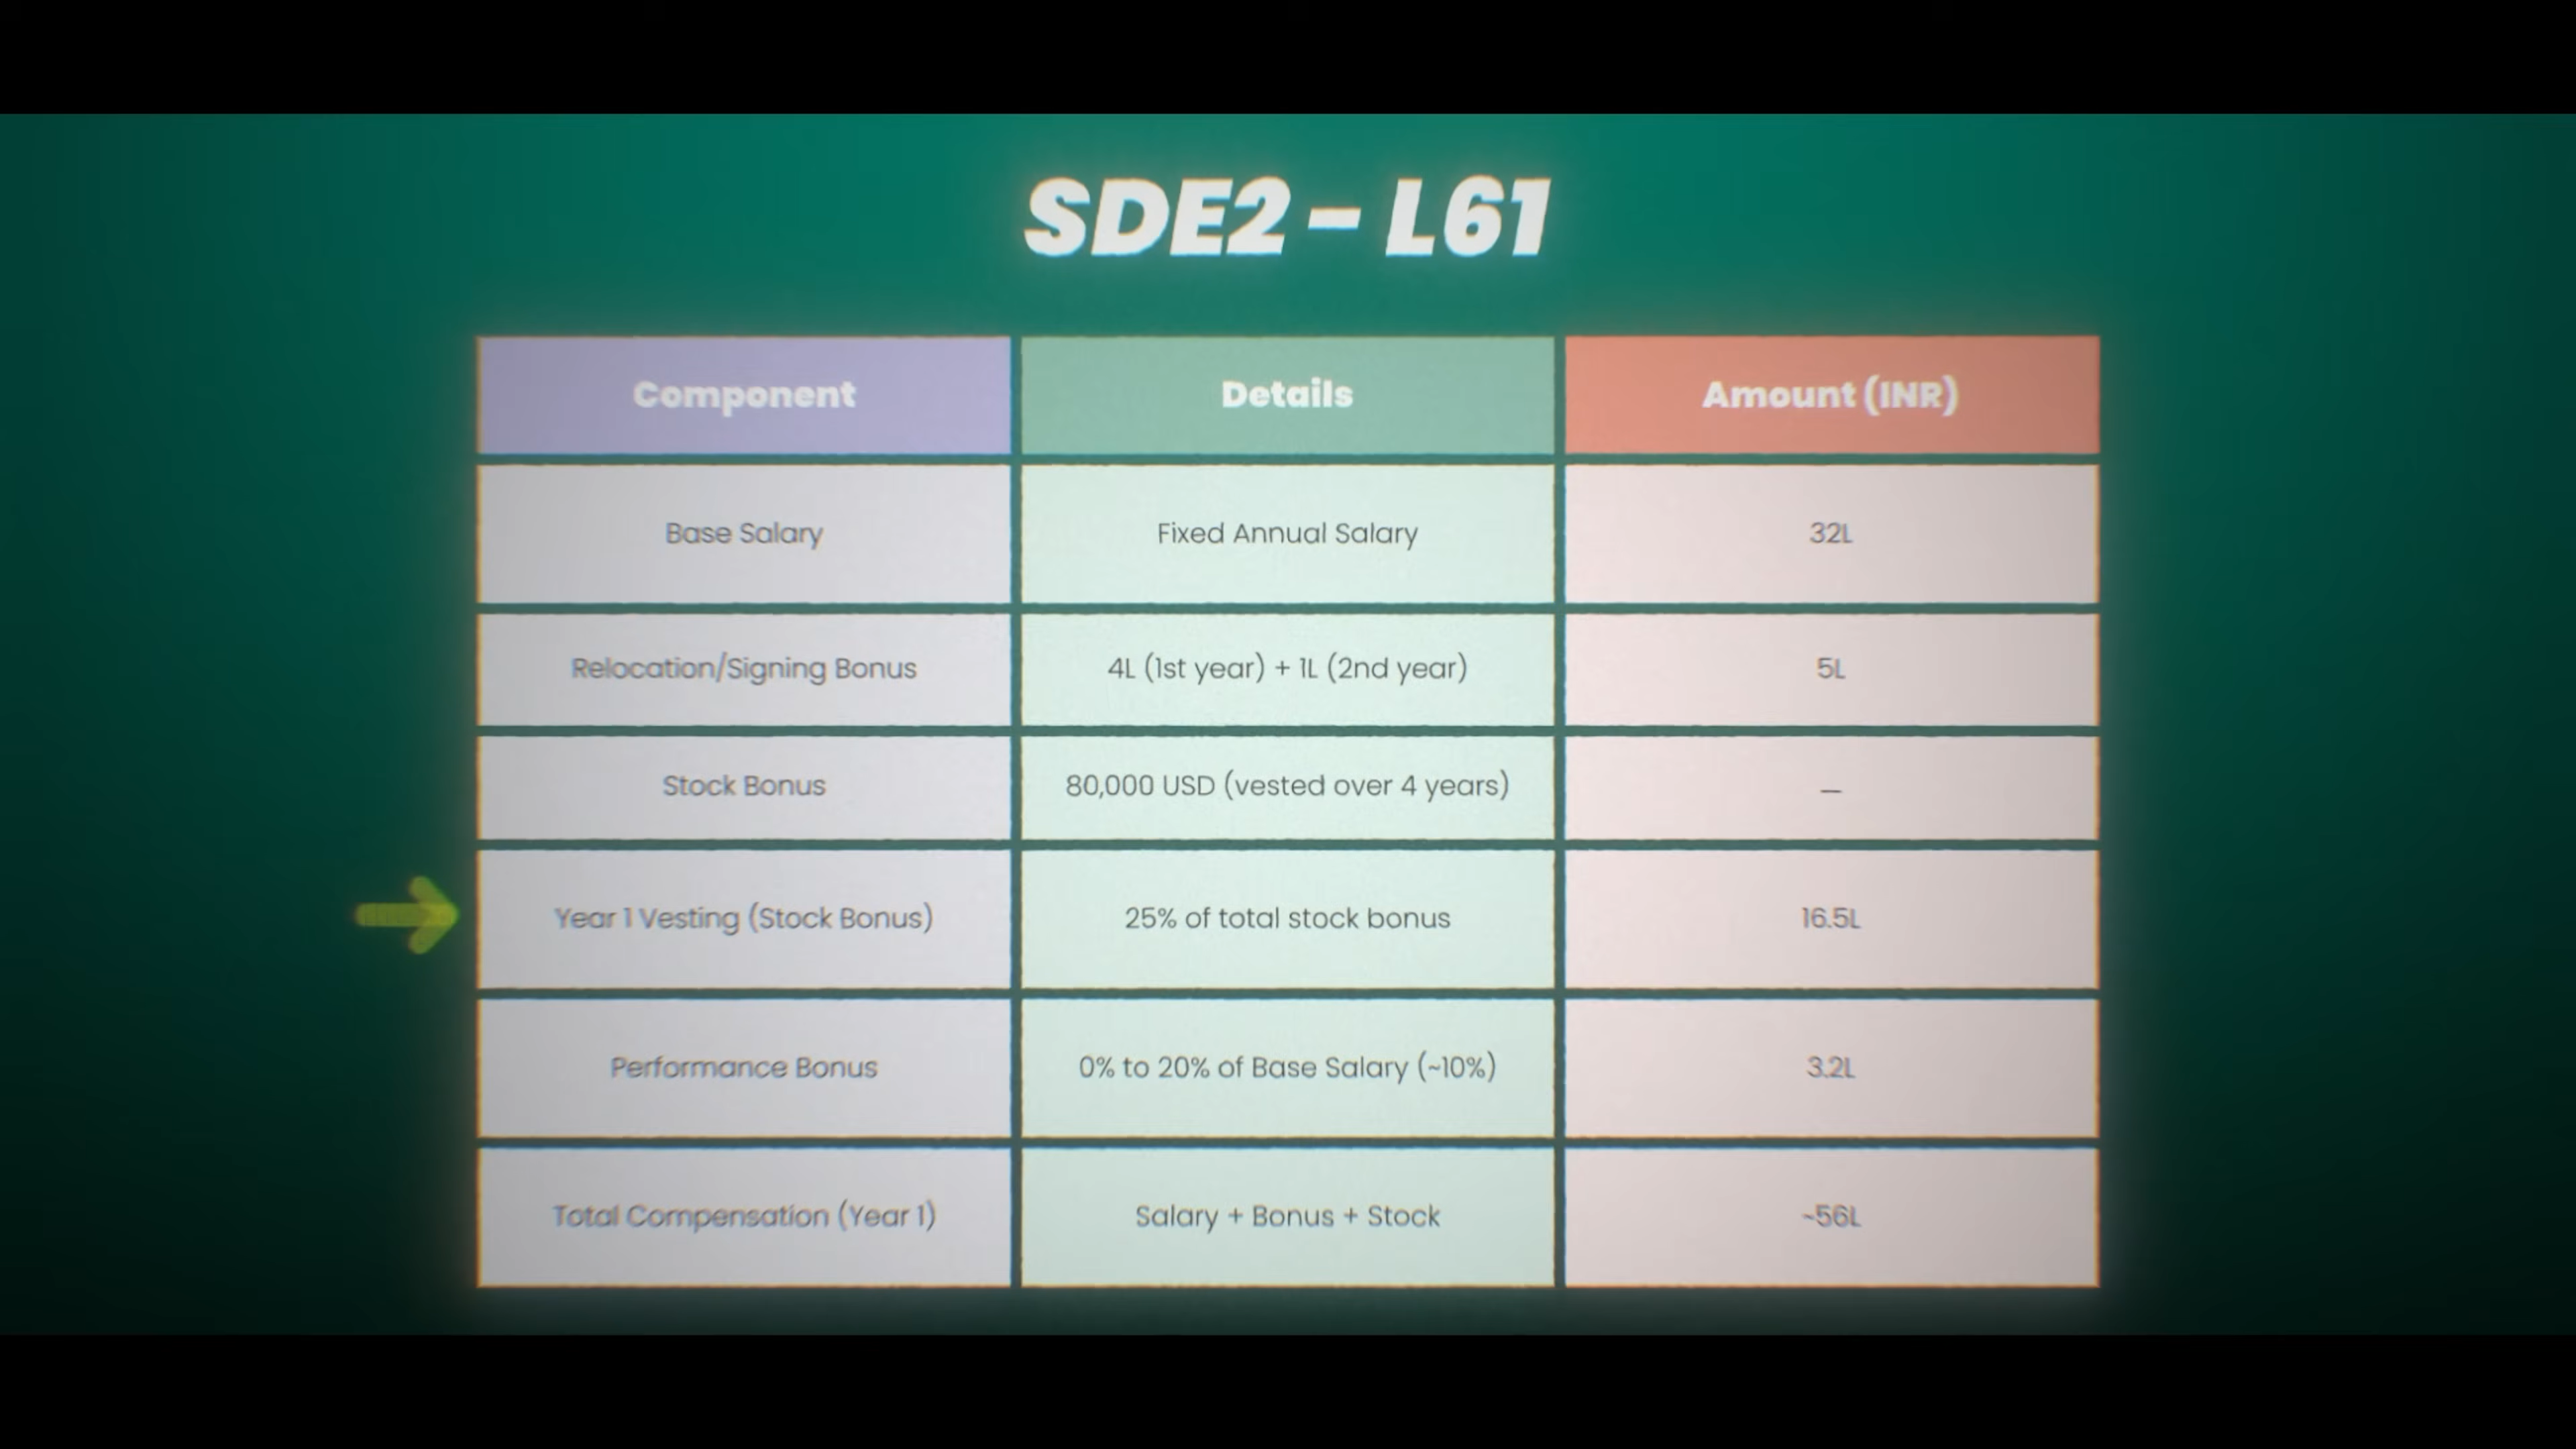 SDE2 – L61
Component Details Amount (INR)
Base Salary Fixed Annual Salary 32L
Relocation/Signing Bonus 4L (1st year) + 1L (2nd year) 5L
Stock Bonus 80,000 USD (vested over 4 years) —
Year 1 Vesting (Stock Bonus) 25% of total stock bonus 16.5L
Performance Bonus 0% to 20% of Base Salary (~10%) 3.2L
Total Compensation (Year 1) Salary + Bonus + Stock ~56L